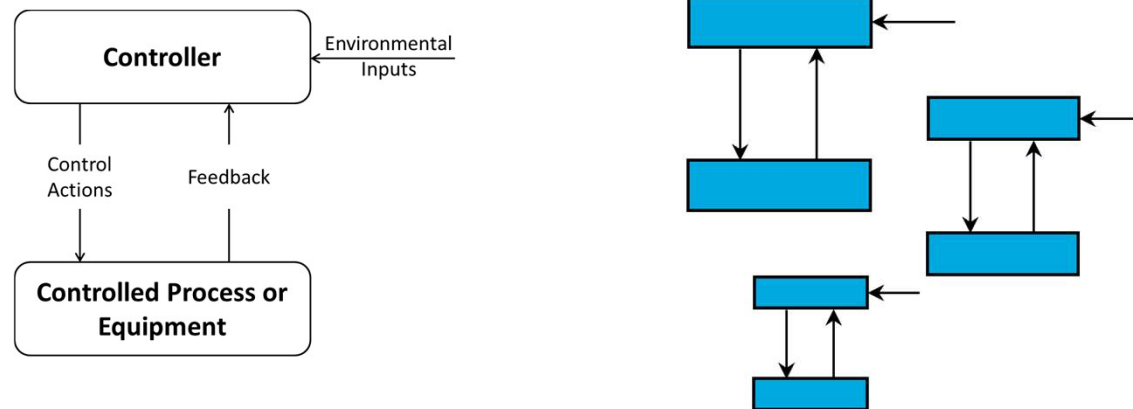 Controller
Environmental
Inputs
Control
Actions
Feedback
Controlled Process or
Equipment